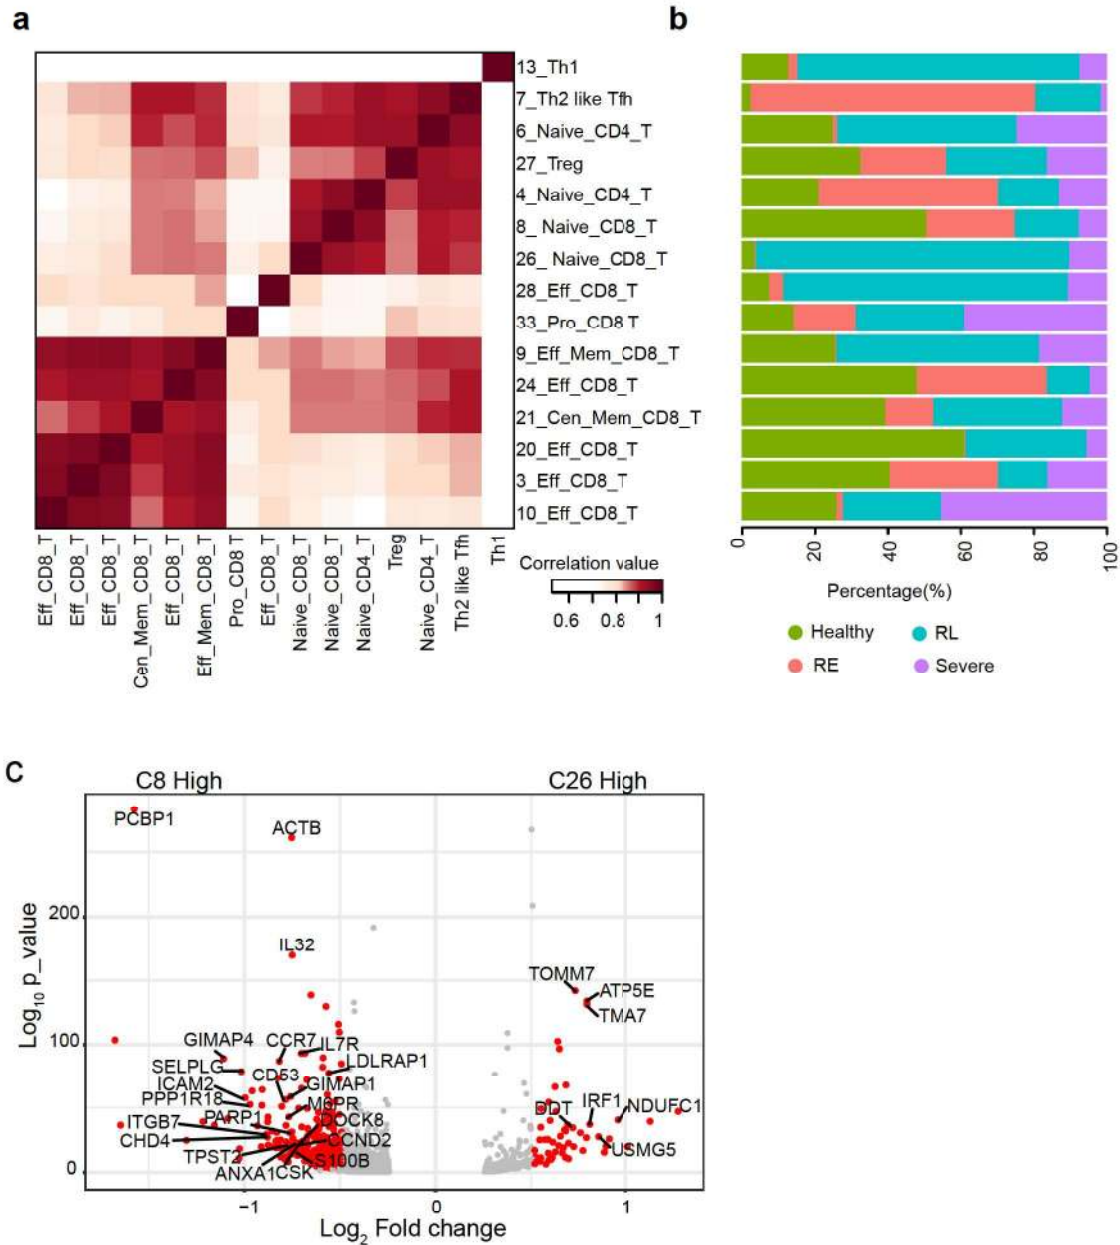 a
b
13_Th1
7_Th2 like Tfh
6_Naive_CD4_T
27_Treg
4_Naive_CD4_T
8_ Naive_CD8_T
26_ Naive_CD8_T
28_Eff_CD8_T
33_Pro_CD8 T
9_Eff_Mem_CD8_T
24_Eff_CD8_T
21_Cen_Mem_CD8_T
20_Eff_CD8_T
3_Eff_CD8_T
10_Eff_CD8_T
Eff_CD8_T
Eff_CD8_T
Eff_CD8_T
Cen_Mem_CD8_T
Eff_CD8_T
Eff_Mem_CD8_T
Pro_CD8 T
Eff_CD8_T
Naive_CD8_T
Naive_CD8_T
Naive_CD4_T
Treg
Naive_CD4_T
Th2 like Tfh
Th1
Correlation value
0.6 0.8 1
0 20 40 60 80 100
Percentage(%)
Healthy RL
RE Severe
c
C8 High C26 High
PCBP1
ACTB
IL32
TOMM7
ATP5E
TMA7
GIMAP4
CCR7
IL7R
LDLRAP1
SELPLG
CD53
GIMAP1
ICAM2
PPP1R18
M6PR
PARP1
DOCK8
ITGB7
CHD4
CCND2
TPST2
S100B
ANXA1
CSK
DDT
IRF1
NDUFC1
USMG5
200
100
0
Log10 p_value
−1 0 1
Log2 Fold change